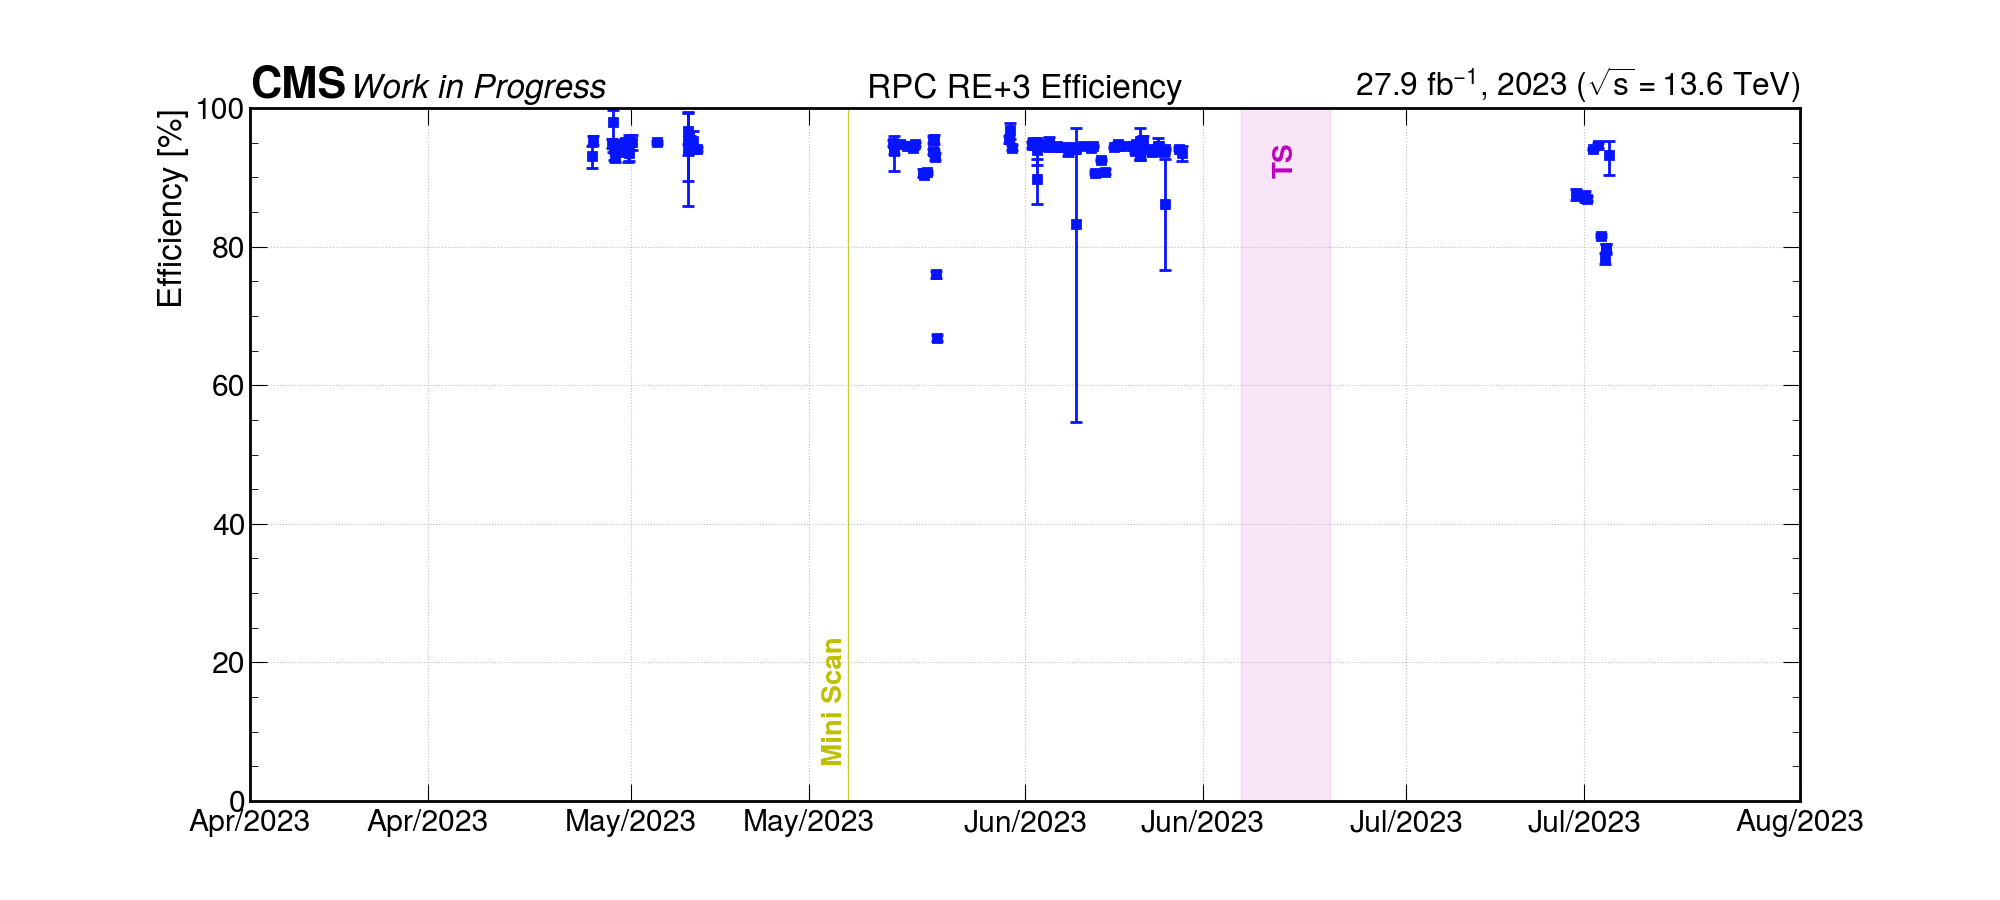 CMS Work in Progress RPC RE+3 Efficiency 27.9 fb⁻¹, 2023 (√s = 13.6 TeV)
Efficiency [%]
100
80
60
40
20
0
Mini Scan
TS
Apr/2023 Apr/2023 May/2023 May/2023 Jun/2023 Jun/2023 Jul/2023 Jul/2023 Aug/2023